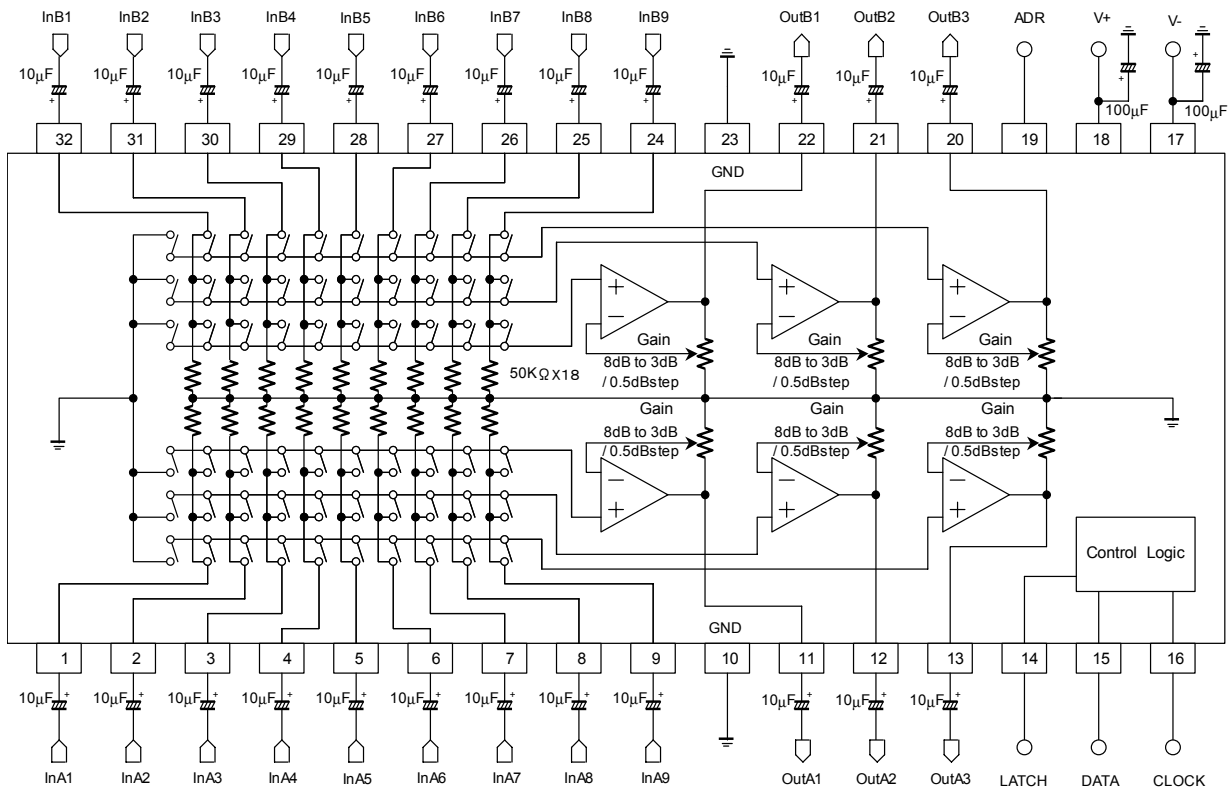 InB1 InB2 InB3 InB4 InB5 InB6 InB7 InB8 InB9 OutB1 OutB2 OutB3 ADR V+ V-
10μF 10μF 10μF 10μF 10μF 10μF 10μF 10μF 10μF 10μF 10μF 10μF
+ + + + + + + + + + + + + +
100μF 100μF
32 31 30 29 28 27 26 25 24 23 22 21 20 19 18 17
GND
+ + +
− − −
Gain Gain Gain
8dB to 3dB 8dB to 3dB 8dB to 3dB
/ 0.5dBstep / 0.5dBstep / 0.5dBstep
50KΩX18
Gain Gain Gain
8dB to 3dB 8dB to 3dB 8dB to 3dB
/ 0.5dBstep / 0.5dBstep / 0.5dBstep
− − −
+ + +
Control Logic
GND
1 2 3 4 5 6 7 8 9 10 11 12 13 14 15 16
10μF 10μF 10μF 10μF 10μF 10μF 10μF 10μF 10μF 10μF 10μF 10μF
+ + + + + + + + + + + +
InA1 InA2 InA3 InA4 InA5 InA6 InA7 InA8 InA9 OutA1 OutA2 OutA3 LATCH DATA CLOCK